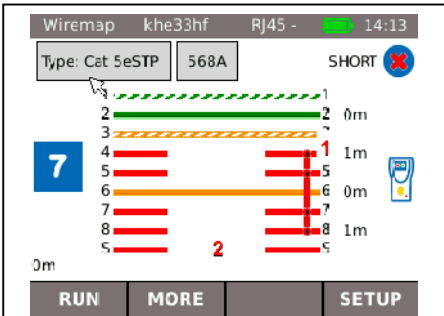 Wiremap khe33hf RJ45 - 14:13
Type: Cat 5eSTP 568A SHORT
1 1
2 2 0m
3
4 1 1m
5 5
7
6 6 0m
7 7
8 8 1m
S 2 S
0m
RUN MORE SETUP